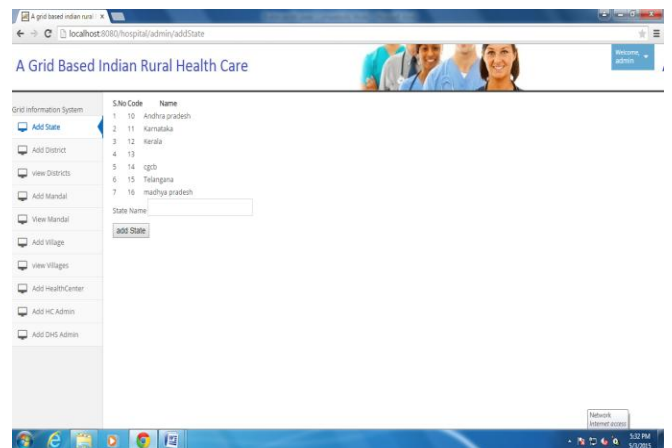 A grid based indian rural
localhost:8080/hospital/admin/addState
A Grid Based Indian Rural Health Care
Welcome,
admin
Grid Information System
Add State
Add District
view Districts
Add Mandal
View Mandal
Add Village
view Villages
Add HealthCenter
Add HC Admin
Add DHS Admin
S.No Code Name
1 10 Andhra pradesh
2 11 Karnataka
3 12 Kerala
4 13
5 14 cgcb
6 15 Telangana
7 16 madhya pradesh
State Name
add State
Network
Internet access
5:32 PM
5/3/2015